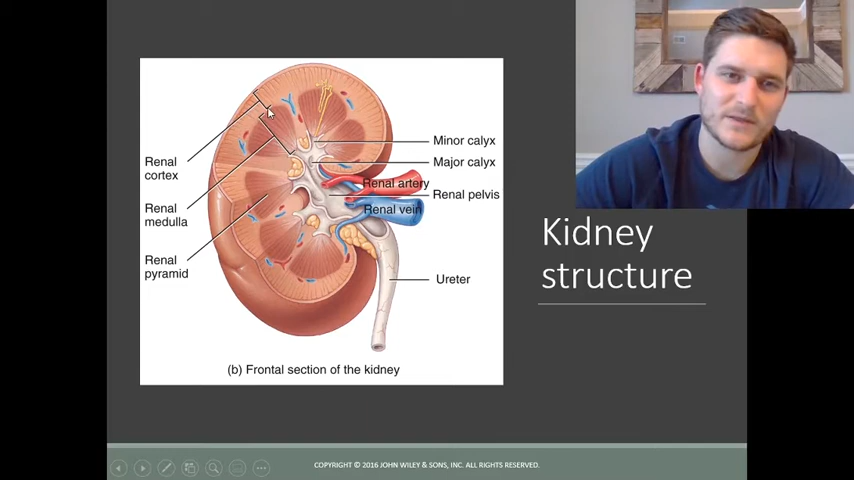 Renal
cortex
Renal
medulla
Renal
pyramid
Minor calyx
Major calyx
Renal artery
Renal pelvis
Renal vein
Ureter
(b) Frontal section of the kidney
Kidney
structure
COPYRIGHT © 2016 JOHN WILEY & SONS, INC. ALL RIGHTS RESERVED.